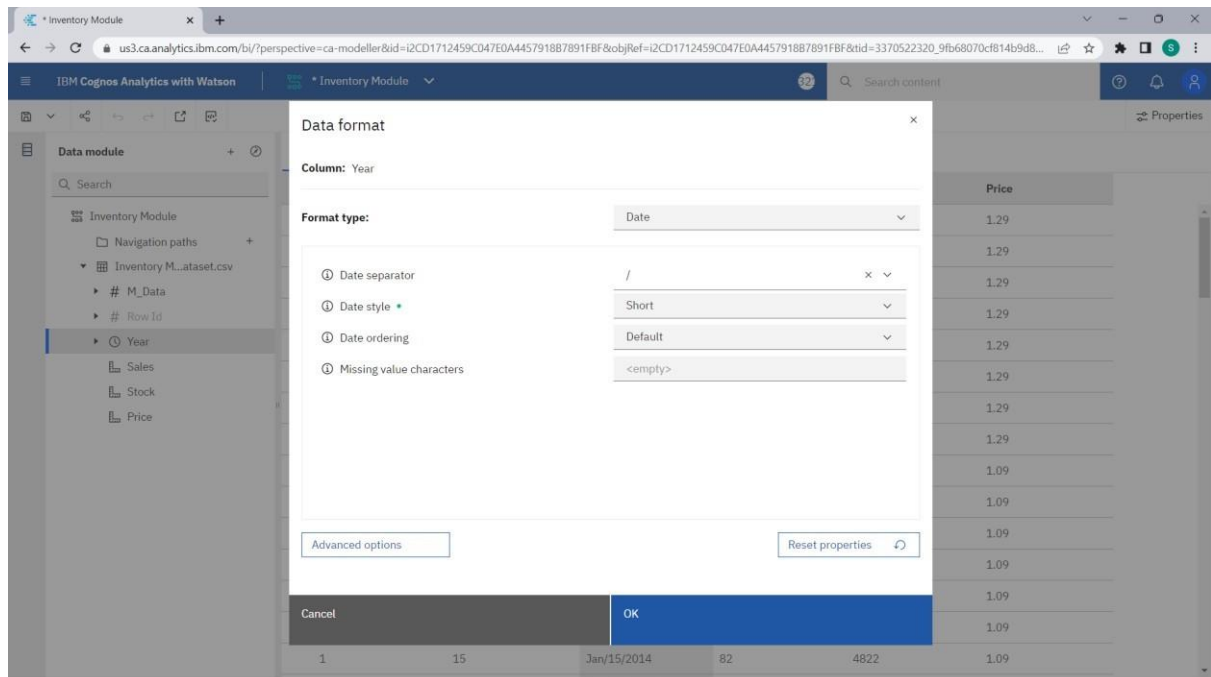 * Inventory Module
us3.ca.analytics.ibm.com/bi/?perspective=ca-modeller&id=i2CD1712459C047E0A4457918B7891FBF&objRef=i2CD1712459C047E0A4457918B7891FBF&tid=3370522320_9fb68070cf814b9d8...
S
IBM Cognos Analytics with Watson
* Inventory Module
32
Search content
Properties
Data module
Search
Inventory Module
Navigation paths
Inventory M...ataset.csv
# M_Data
# Row Id
Year
Sales
Stock
Price
Data format
Column: Year
Format type: Date
Date separator /
Date style Short
Date ordering Default
Missing value characters <empty>
Advanced options Reset properties
Cancel OK
Price
1.29
1.29
1.29
1.29
1.29
1.29
1.29
1.29
1.09
1.09
1.09
1.09
1.09
1.09
1 15 Jan/15/2014 82 4822 1.09